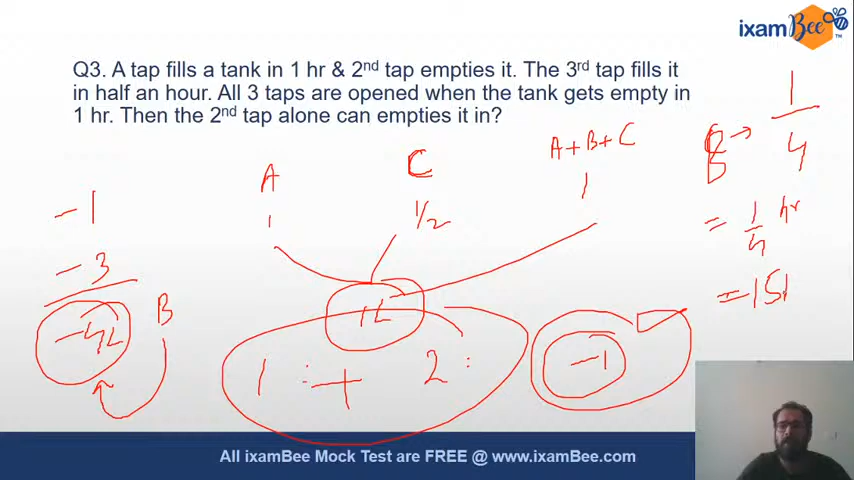 ixamBee™
Q3. A tap fills a tank in 1 hr & 2nd tap empties it. The 3rd tap fills it
in half an hour. All 3 taps are opened when the tank gets empty in
1 hr. Then the 2nd tap alone can empties it in?
A
C
A+B+C
B →
1
4
1
1/2
1
= 1/4 hr
= 15
-1
-3
-4L
B
1L
1 : + 2 :
-1
All ixamBee Mock Test are FREE @ www.ixamBee.com